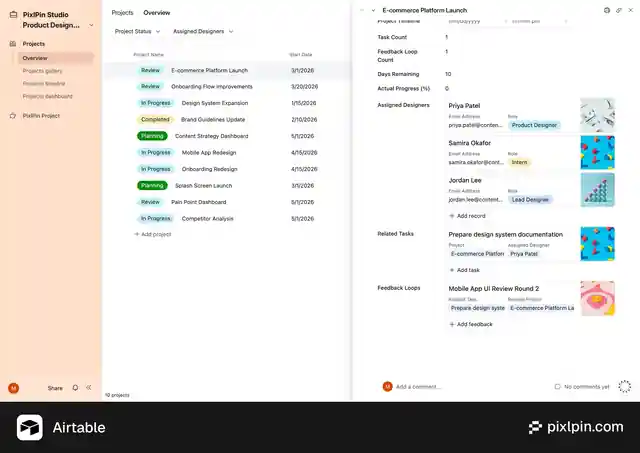 PixlPin Studio
Product Desig...
Projects
Overview
Projects gallery
Projects timeline
Projects dashboard
PixlPin Project
M
Share
Projects
Overview
Project Status
Assigned Designers
Project Name
Start Date
Review
E-commerce Platform Launch
3/1/2026
Review
Onboarding Flow Improvements
3/20/2026
In Progress
Design System Expansion
1/15/2026
Completed
Brand Guidelines Update
2/10/2026
Planning
Content Strategy Dashboard
5/1/2026
In Progress
Mobile App Redesign
4/15/2026
In Progress
Onboarding Redesign
4/15/2026
Planning
Splash Screen Launch
3/1/2026
Review
Pain Point Dashboard
5/1/2026
In Progress
Competitor Analysis
5/1/2026
Add project
10 projects
E-commerce Platform Launch
Project Timeline
Task Count
1
Feedback Loop
Count
1
Days Remaining
10
Actual Progress (%)
0
Assigned Designers
Priya Patel
Email Address
Role
priya.patel@conten...
Product Designer
Samira Okafor
Email Address
Role
samira.okafor@cont...
Intern
Jordan Lee
Email Address
Role
jordan.lee@content...
Lead Designer
Add record
Related Tasks
Prepare design system documentation
Project
Assigned Designer
E-commerce Platforn
Priya Patel
Add task
Feedback Loops
Mobile App UI Review Round 2
Related Task
Related Project
Prepare design syste
E-commerce Platform La
Add feedback
M
Add a comment...
No comments yet
Airtable
pixlpin.com